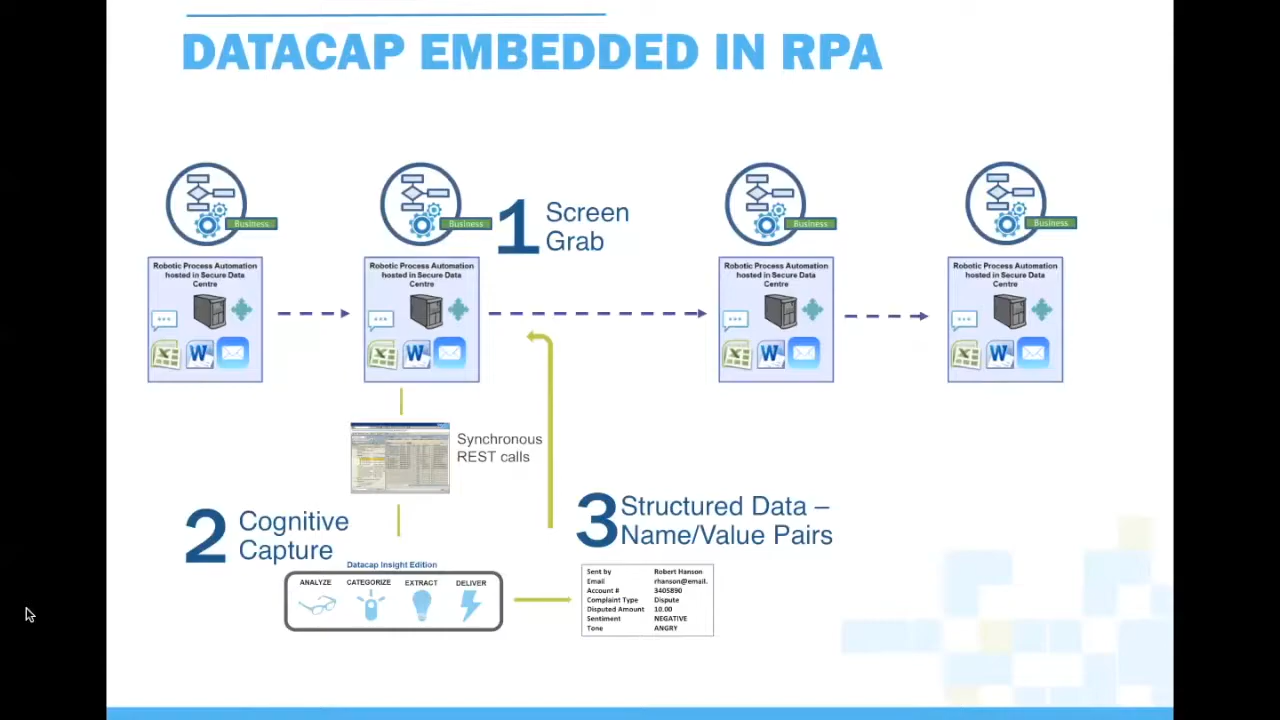 DATACAP EMBEDDED IN RPA
Business
Business
1
Screen
Grab
Business
Business
Robotic Process Automation
hosted in Secure Data
Centre
Robotic Process Automation
hosted in Secure Data
Centre
Robotic Process Automation
hosted in Secure Data
Centre
Robotic Process Automation
hosted in Secure Data
Centre
Synchronous
REST calls
2
Cognitive
Capture
3
Structured Data –
Name/Value Pairs
Datacap Insight Edition
ANALYZE CATEGORIZE EXTRACT DELIVER
Sent by Robert Hanson
Email rhanson@email.
Account # 3405890
Complaint Type Dispute
Disputed Amount 10.00
Sentiment NEGATIVE
Tone ANGRY